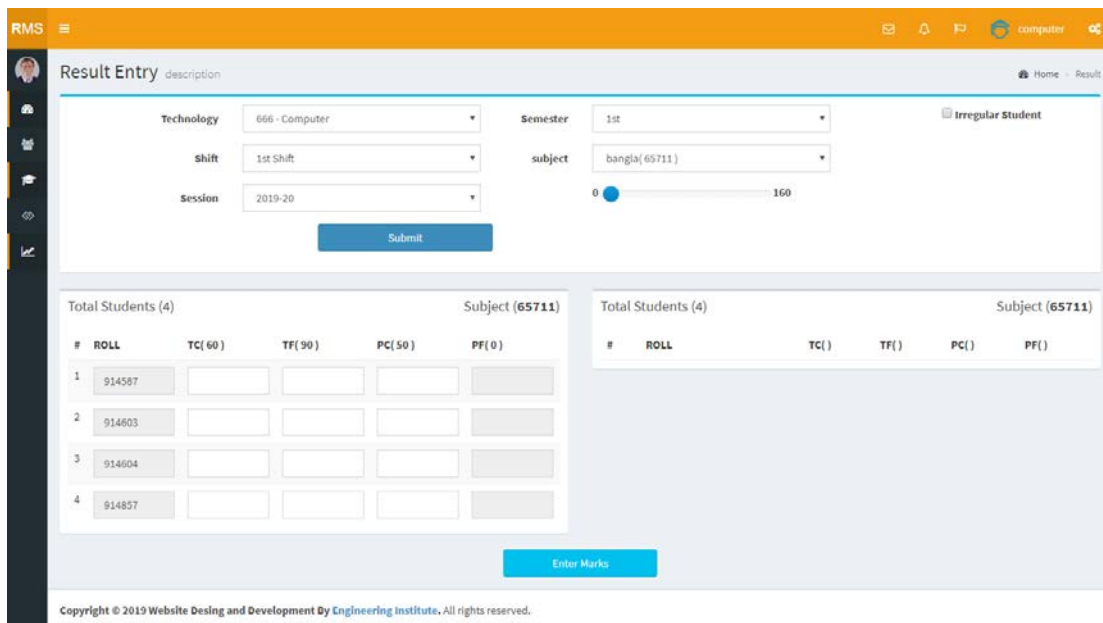 RMS computer
Result Entry description Home > Result
Technology 666 - Computer Semester 1st Irregular Student
Shift 1st Shift subject bangla( 65711 )
Session 2019-20 0 160
Submit
Total Students (4) Subject (65711)
# ROLL TC( 60 ) TF( 90 ) PC( 50 ) PF( 0 )
1 914587
2 914603
3 914604
4 914857
Total Students (4) Subject (65711)
# ROLL TC( ) TF( ) PC( ) PF( )
Enter Marks
Copyright © 2019 Website Desing and Development By Engineering Institute. All rights reserved.